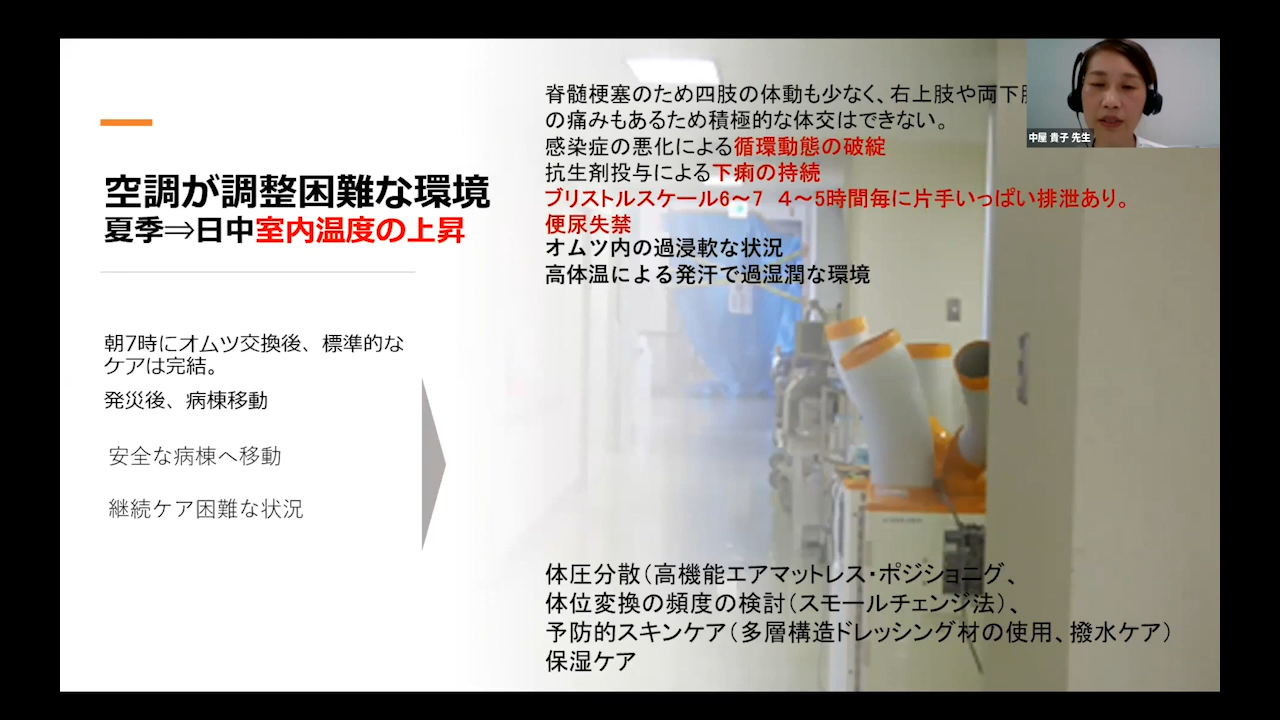 空調が調整困難な環境
夏季⇒日中室内温度の上昇
朝7時にオムツ交換後、標準的な
ケアは完結。
発災後、病棟移動
安全な病棟へ移動
継続ケア困難な状況
脊髄梗塞のため四肢の体動も少なく、右上肢や両下肢
の痛みもあるため積極的な体交はできない。
感染症の悪化による循環動態の破綻
抗生剤投与による下痢の持続
ブリストルスケール6～7 4～5時間毎に片手いっぱい排泄あり。
便尿失禁
オムツ内の過浸軟な状況
高体温による発汗で過湿潤な環境
体圧分散(高機能エアマットレス・ポジショニグ、
体位変換の頻度の検討(スモールチェンジ法)、
予防的スキンケア(多層構造ドレッシング材の使用、撥水ケア)
保湿ケア
中屋 貴子 先生